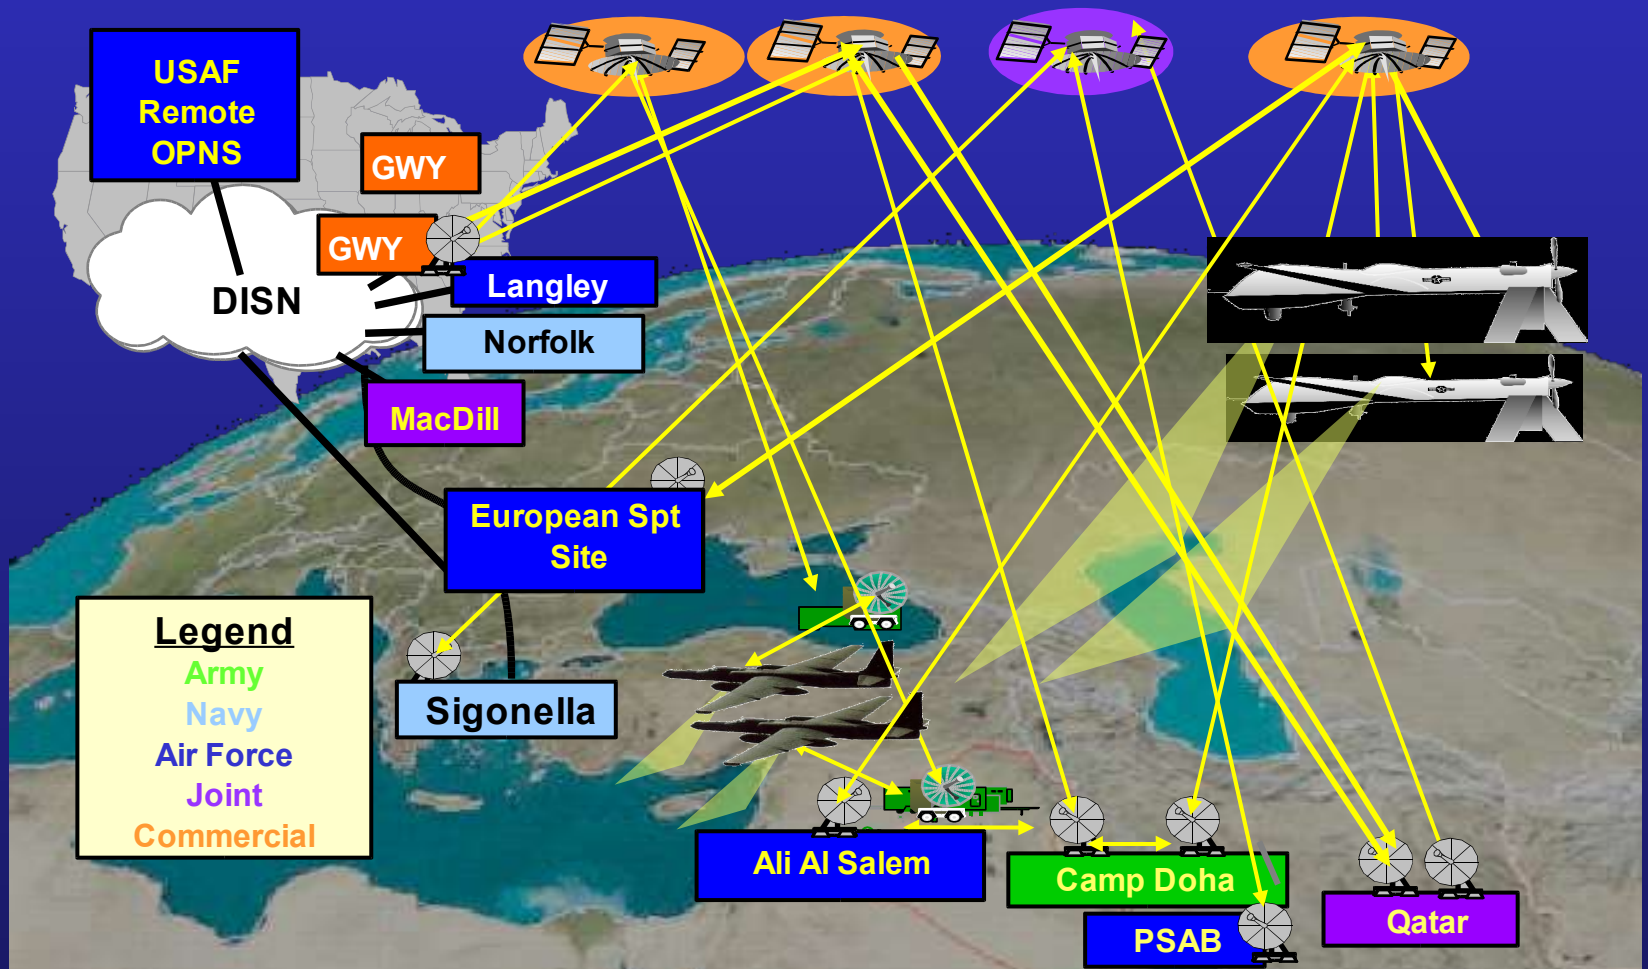 USAF
Remote
OPNS
GWY
GWY
DISN
Langley
Norfolk
MacDill
European Spt
Site
Sigonella
Legend
Army
Navy
Air Force
Joint
Commercial
Ali Al Salem
Camp Doha
PSAB
Qatar